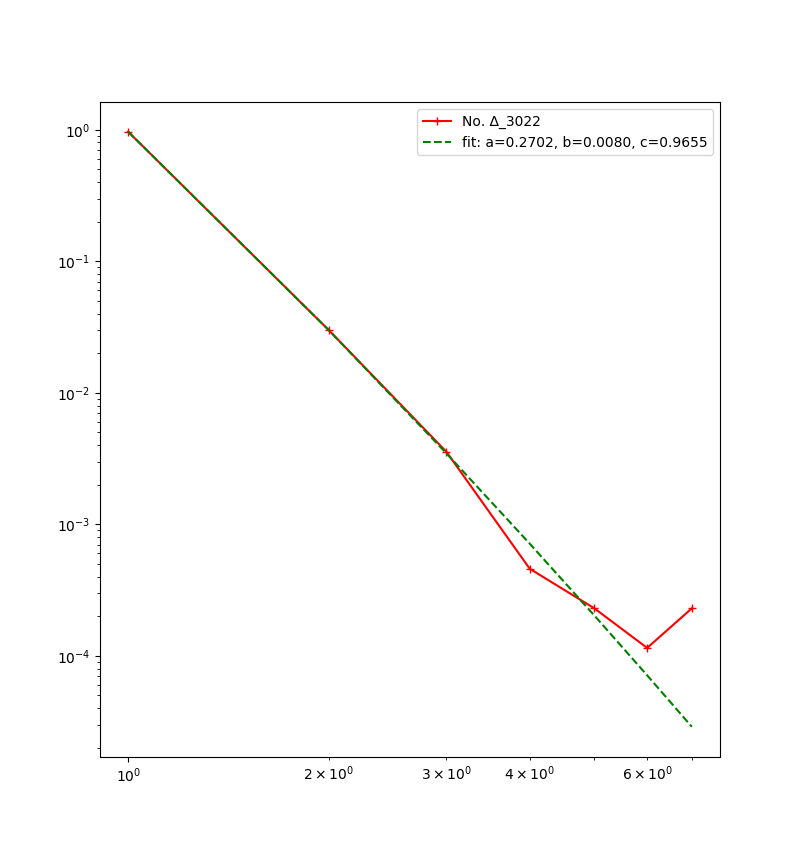 No. Δ_3022
fit: a=0.2702, b=0.0080, c=0.9655
10⁰
10⁻¹
10⁻²
10⁻³
10⁻⁴
10⁰
2 × 10⁰
3 × 10⁰
4 × 10⁰
6 × 10⁰